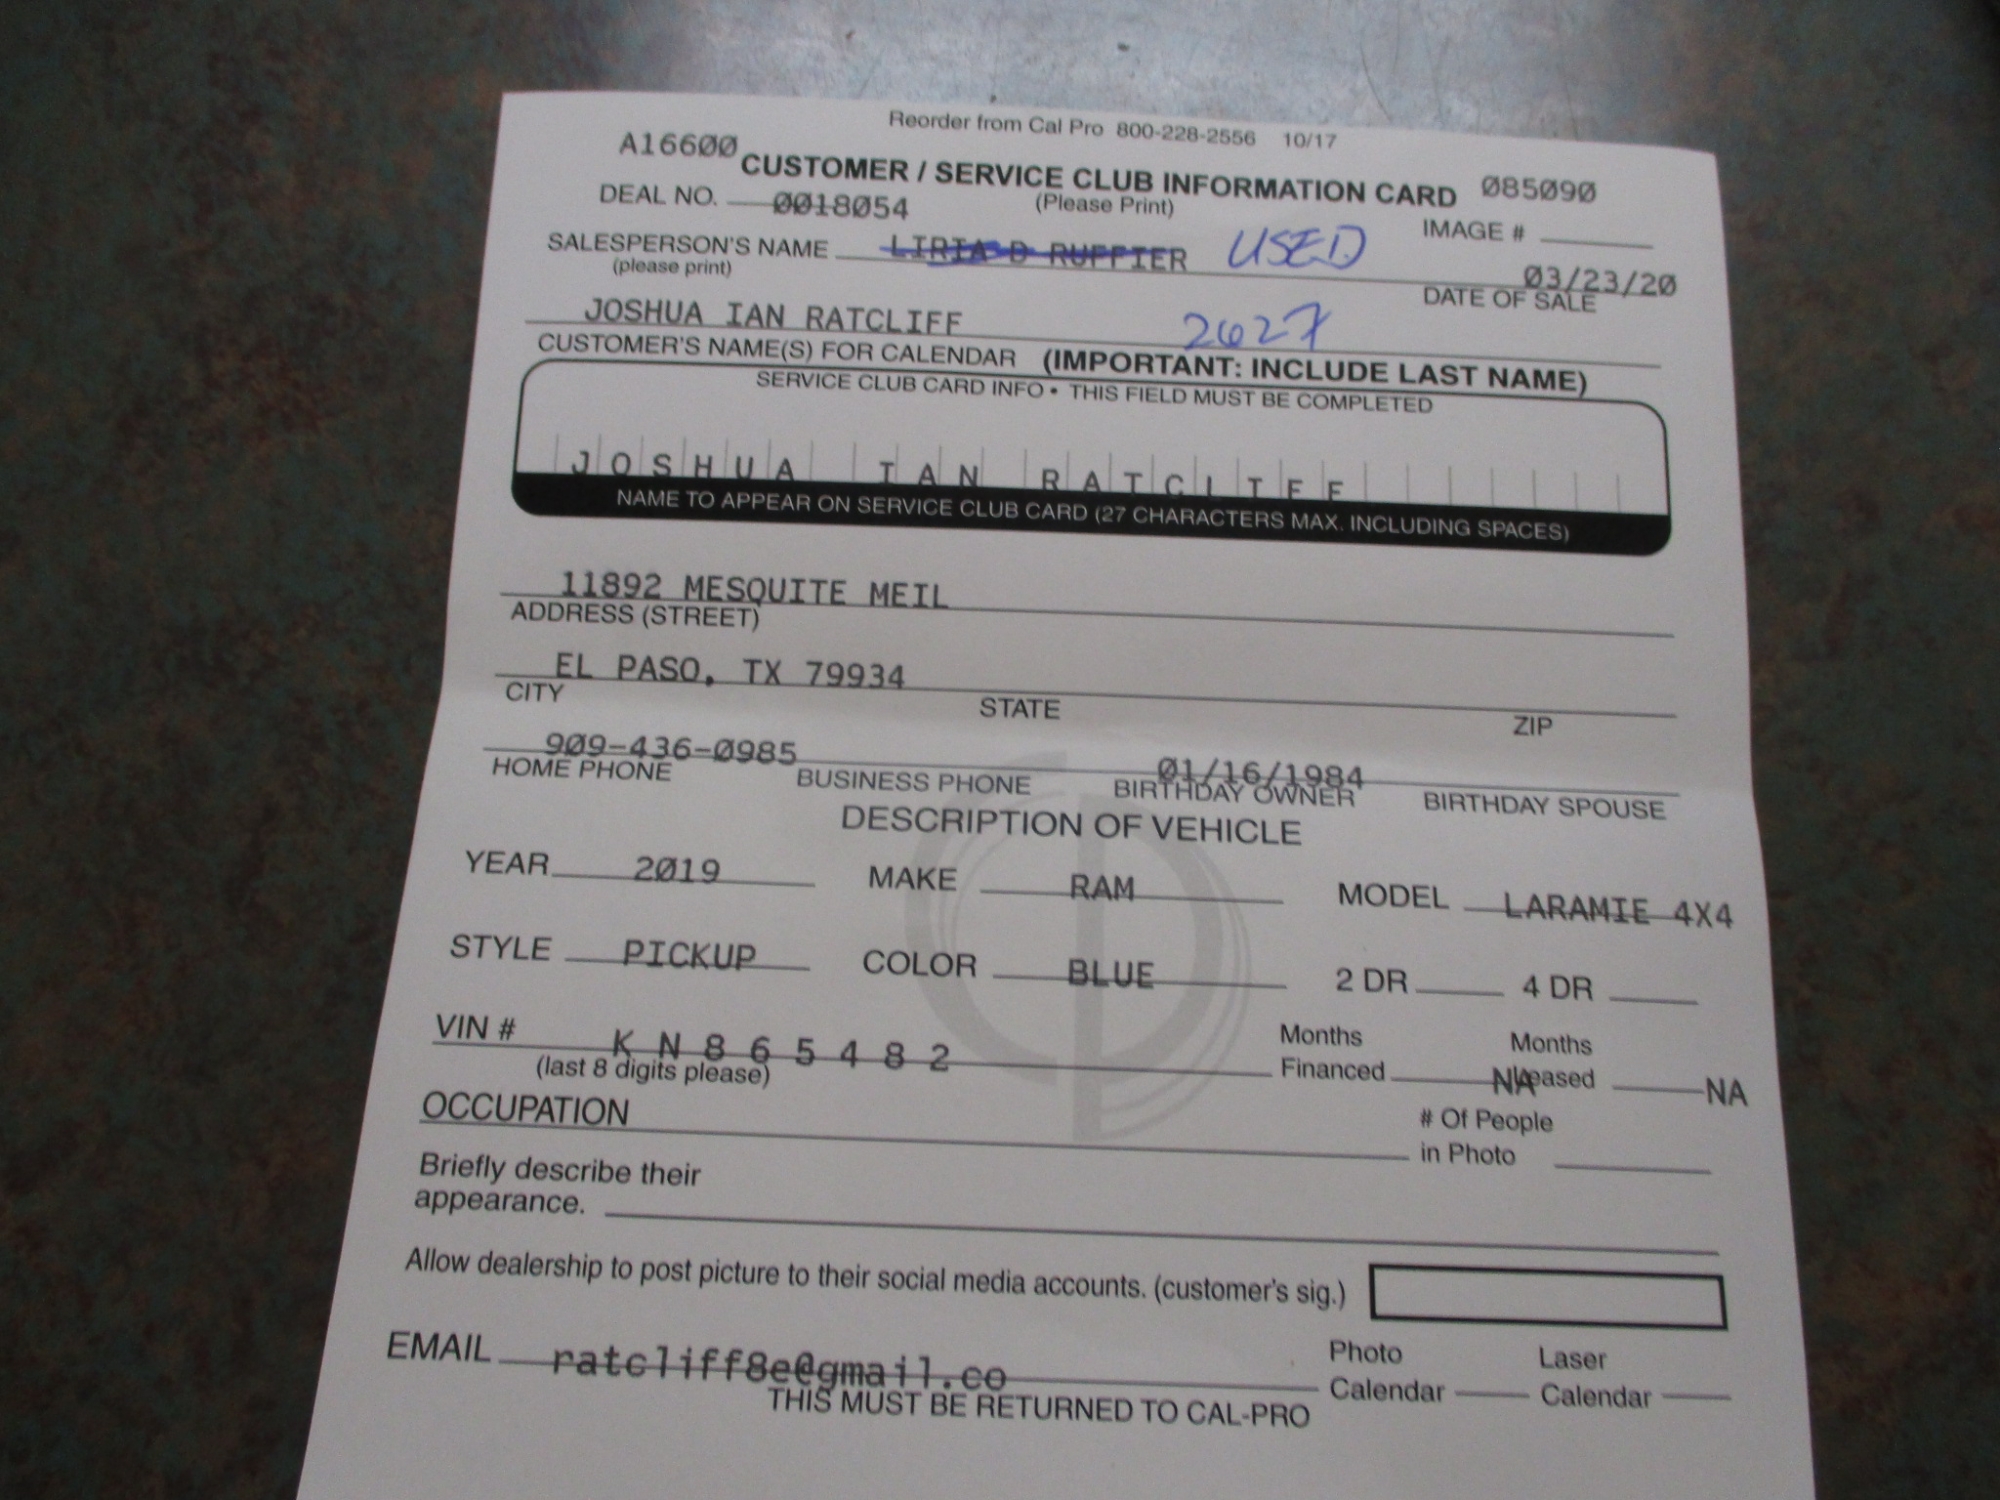 Reorder from Cal Pro 800-228-2556 10/17
A16600
CUSTOMER / SERVICE CLUB INFORMATION CARD 085090
DEAL NO. 0018054 (Please Print)
IMAGE #
SALESPERSON'S NAME LIRIA D RUFFIER USED
(please print)
03/23/20
DATE OF SALE
JOSHUA IAN RATCLIFF 2627
CUSTOMER'S NAME(S) FOR CALENDAR (IMPORTANT: INCLUDE LAST NAME)
SERVICE CLUB CARD INFO • THIS FIELD MUST BE COMPLETED
JOSHUA IAN RATCLIFF
NAME TO APPEAR ON SERVICE CLUB CARD (27 CHARACTERS MAX. INCLUDING SPACES)
11892 MESQUITE MEIL
ADDRESS (STREET)
EL PASO, TX 79934
CITY STATE ZIP
909-436-0985 01/16/1984
HOME PHONE BUSINESS PHONE BIRTHDAY OWNER BIRTHDAY SPOUSE
DESCRIPTION OF VEHICLE
YEAR 2019 MAKE RAM MODEL LARAMIE 4X4
STYLE PICKUP COLOR BLUE 2 DR 4 DR
VIN # K N 8 6 5 4 8 2
(last 8 digits please)
Months Financed NA Months Leased NA
OCCUPATION
# Of People in Photo
Briefly describe their
appearance.
Allow dealership to post picture to their social media accounts. (customer's sig.)
EMAIL ratcliff8e@gmail.co
Photo Calendar Laser Calendar
THIS MUST BE RETURNED TO CAL-PRO